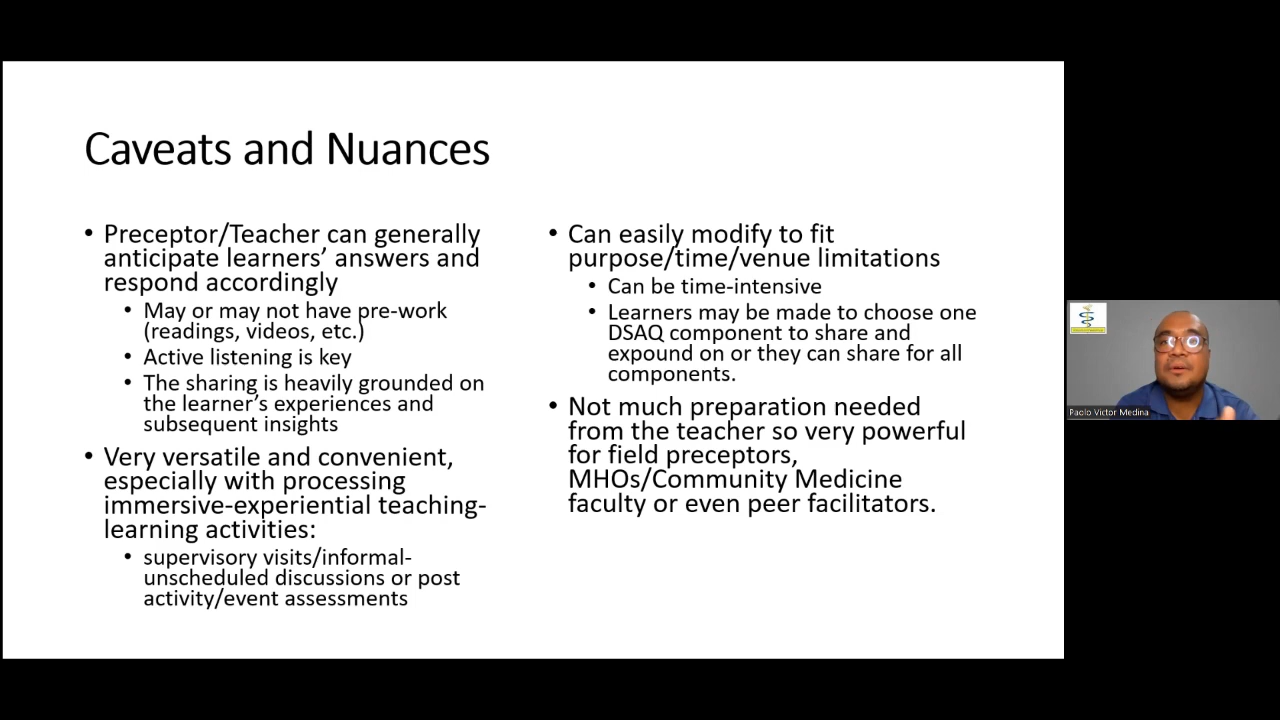 Caveats and Nuances
• Preceptor/Teacher can generally
anticipate learners’ answers and
respond accordingly
• May or may not have pre-work
(readings, videos, etc.)
• Active listening is key
• The sharing is heavily grounded on
the learner’s experiences and
subsequent insights
• Very versatile and convenient,
especially with processing
immersive-experiential teaching-
learning activities:
• supervisory visits/informal-
unscheduled discussions or post
activity/event assessments
• Can easily modify to fit
purpose/time/venue limitations
• Can be time-intensive
• Learners may be made to choose one
DSAQ component to share and
expound on or they can share for all
components.
• Not much preparation needed
from the teacher so very powerful
for field preceptors,
MHOs/Community Medicine
faculty or even peer facilitators.
Paolo Victor Medina